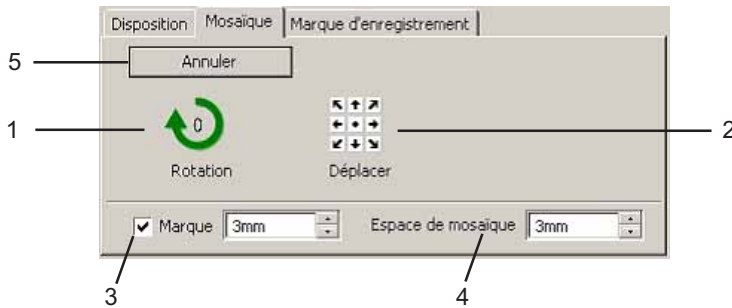 Disposition Mosaïque Marque d'enregistrement
5 Annuler
1 0 2
Rotation Déplacer
Marque 3mm Espace de mosaïque 3mm
3 4